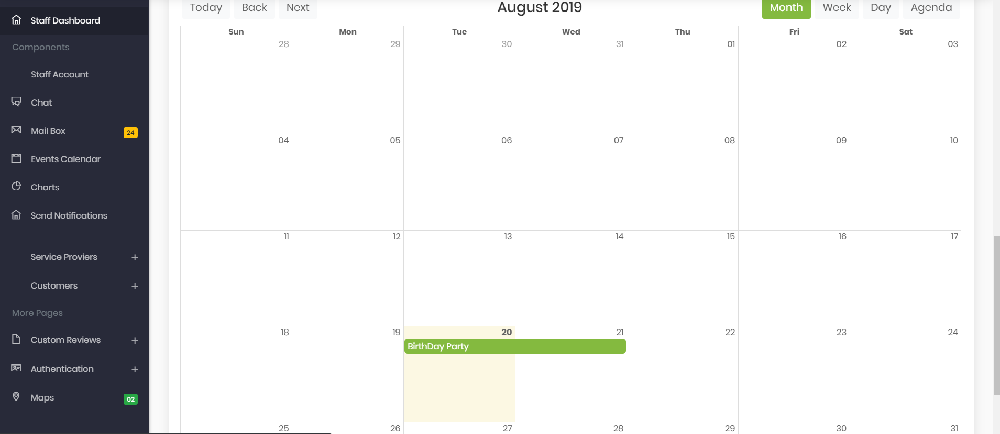 Staff Dashboard
Components
Staff Account
Chat
Mail Box 24
Events Calendar
Charts
Send Notifications
Service Proviers +
Customers +
More Pages
Custom Reviews +
Authentication +
Maps 02
Today Back Next August 2019 Month Week Day Agenda
Sun Mon Tue Wed Thu Fri Sat
28 29 30 31 01 02 03
04 05 06 07 08 09 10
11 12 13 14 15 16 17
18 19 20 21 22 23 24
BirthDay Party
25 26 27 28 29 30 31